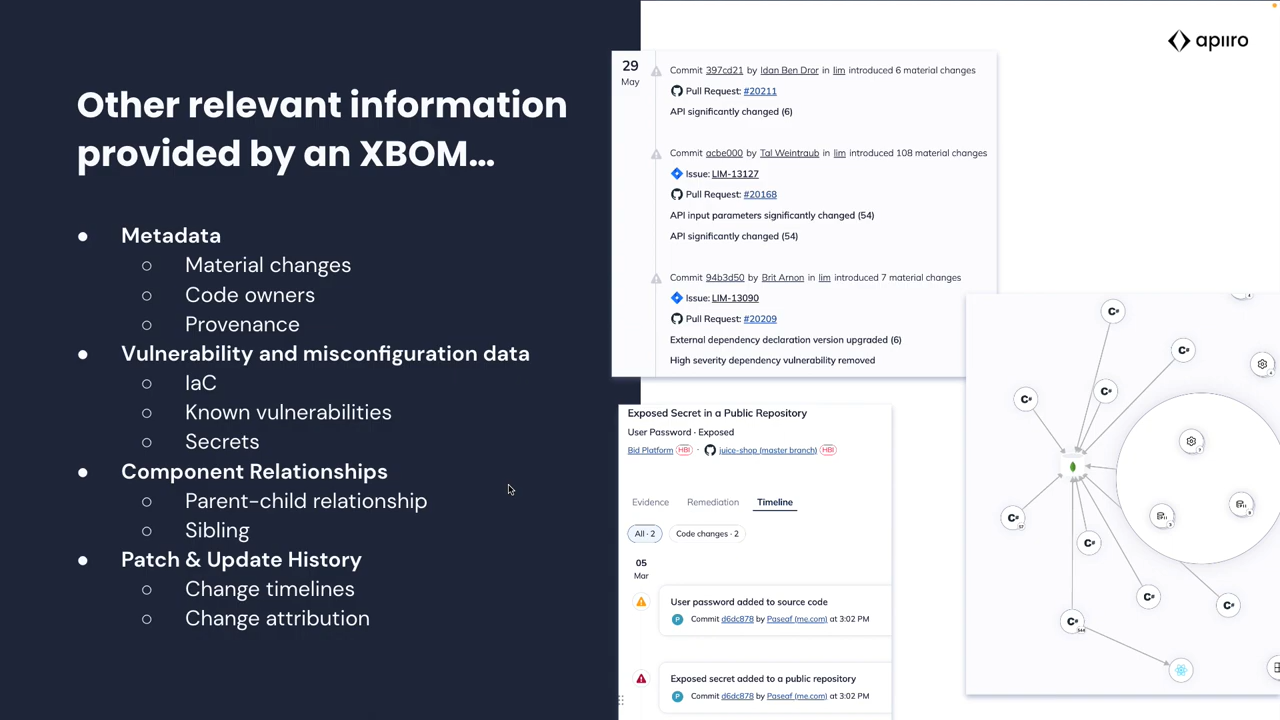 apiiro
Other relevant information
provided by an XBOM...
● Metadata
○ Material changes
○ Code owners
○ Provenance
● Vulnerability and misconfiguration data
○ IaC
○ Known vulnerabilities
○ Secrets
● Component Relationships
○ Parent-child relationship
○ Sibling
● Patch & Update History
○ Change timelines
○ Change attribution
29
May
Commit 397cd21 by Idan Ben Dror in lim introduced 6 material changes
Pull Request: #20211
API significantly changed (6)
Commit acbe000 by Tal Weintraub in lim introduced 108 material changes
Issue: LIM-13127
Pull Request: #20168
API input parameters significantly changed (54)
API significantly changed (54)
Commit 94b3d50 by Brit Arnon in lim introduced 7 material changes
Issue: LIM-13090
Pull Request: #20209
External dependency declaration version upgraded (6)
High severity dependency vulnerability removed
Exposed Secret in a Public Repository
User Password · Exposed
Bid Platform HBI · juice-shop (master branch) HBI
Evidence Remediation Timeline
All · 2 Code changes · 2
05
Mar
User password added to source code
P Commit d6dc878 by Paseaf (me.com) at 3:02 PM
Exposed secret added to a public repository
P Commit d6dc878 by Paseaf (me.com) at 3:02 PM
C#
C#
C#
C#
C#
C#
C#
C#
C#